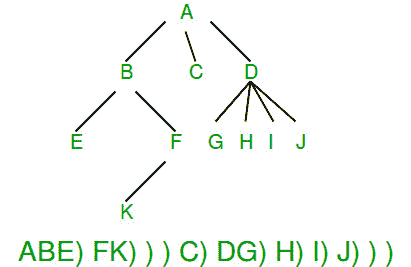 A
B C D
E F G H I J
K
ABE) FK) ) ) C) DG) H) I) J) ) )